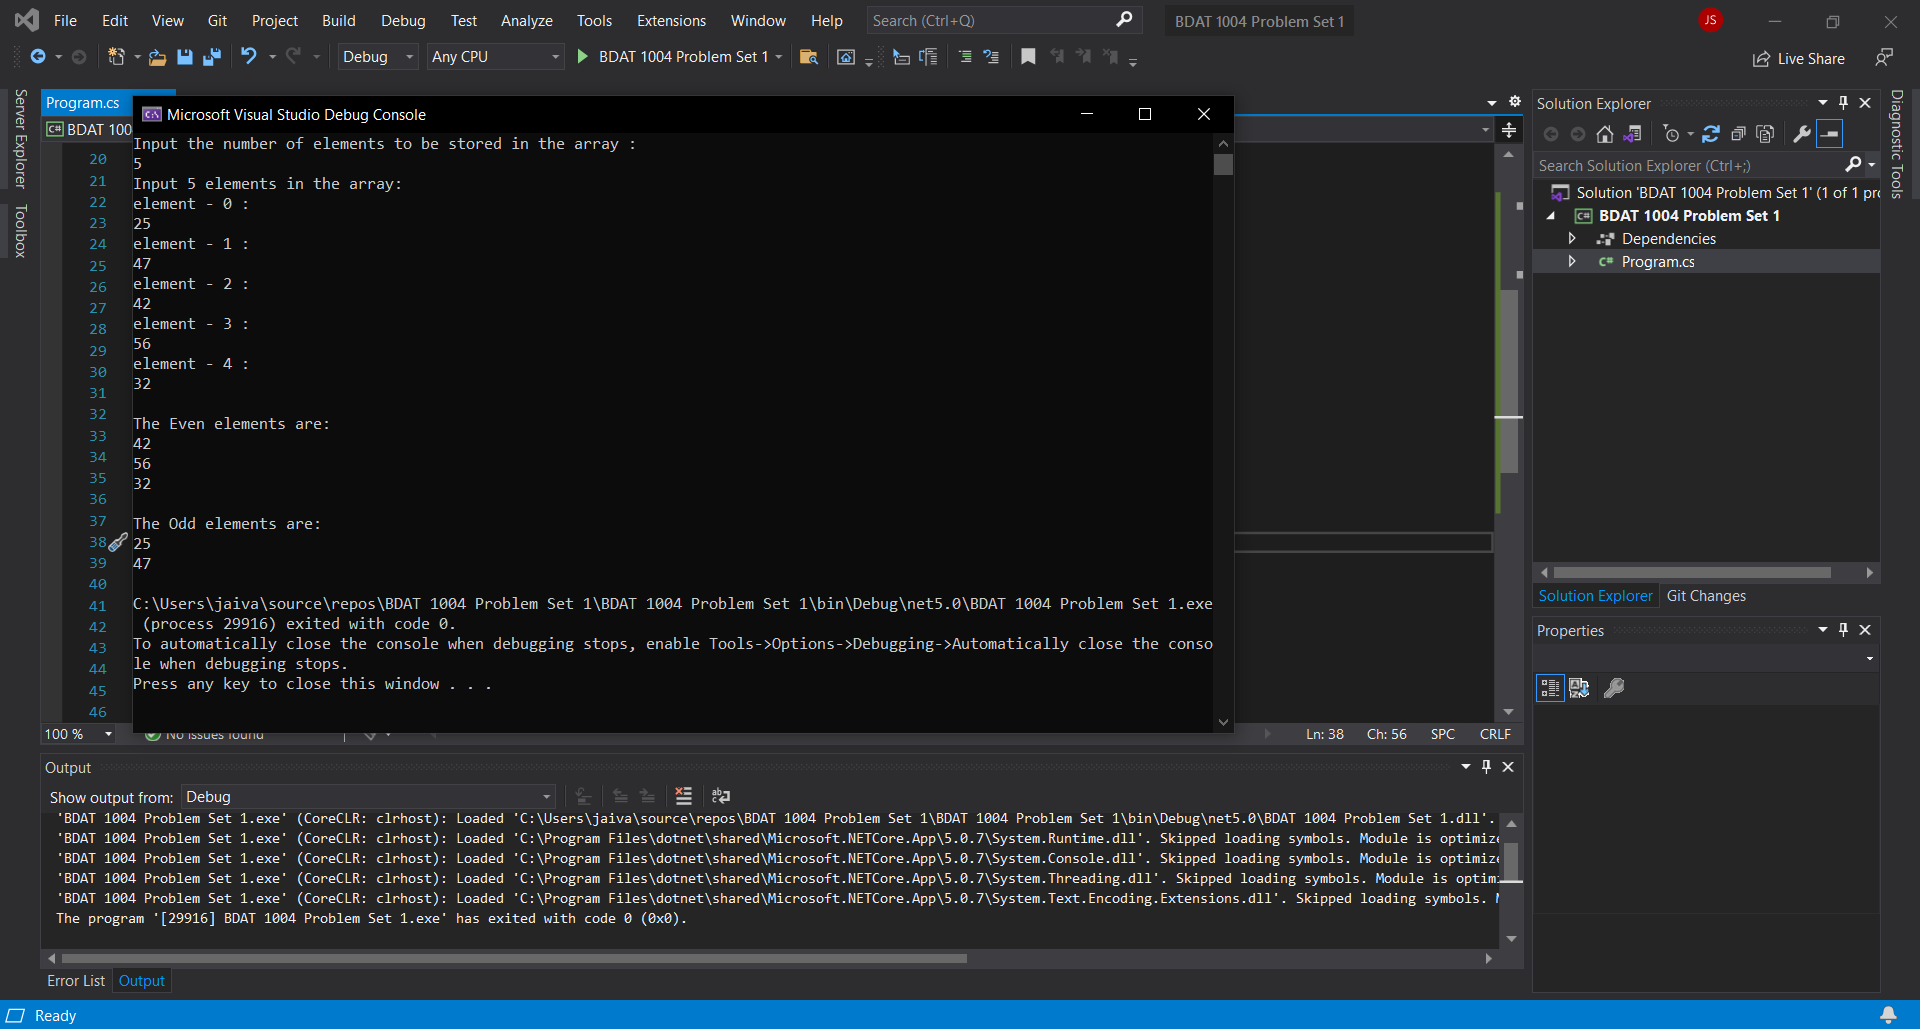 File Edit View Git Project Build Debug Test Analyze Tools Extensions Window Help Search (Ctrl+Q) BDAT 1004 Problem Set 1 JS
Debug Any CPU BDAT 1004 Problem Set 1 Live Share
Server Explorer
Toolbox
Program.cs
C# BDAT 100
20
21
22
23
24
25
26
27
28
29
30
31
32
33
34
35
36
37
38
39
40
41
42
43
44
45
46
Microsoft Visual Studio Debug Console
Input the number of elements to be stored in the array :
5
Input 5 elements in the array:
element - 0 :
25
element - 1 :
47
element - 2 :
42
element - 3 :
56
element - 4 :
32
The Even elements are:
42
56
32
The Odd elements are:
25
47
C:\Users\jaiva\source\repos\BDAT 1004 Problem Set 1\BDAT 1004 Problem Set 1\bin\Debug\net5.0\BDAT 1004 Problem Set 1.exe
(process 29916) exited with code 0.
To automatically close the console when debugging stops, enable Tools->Options->Debugging->Automatically close the conso
le when debugging stops.
Press any key to close this window . . .
100 % No issues found Ln: 38 Ch: 56 SPC CRLF
Output
Show output from: Debug
'BDAT 1004 Problem Set 1.exe' (CoreCLR: clrhost): Loaded 'C:\Users\jaiva\source\repos\BDAT 1004 Problem Set 1\BDAT 1004 Problem Set 1\bin\Debug\net5.0\BDAT 1004 Problem Set 1.dll'.
'BDAT 1004 Problem Set 1.exe' (CoreCLR: clrhost): Loaded 'C:\Program Files\dotnet\shared\Microsoft.NETCore.App\5.0.7\System.Runtime.dll'. Skipped loading symbols. Module is optimize
'BDAT 1004 Problem Set 1.exe' (CoreCLR: clrhost): Loaded 'C:\Program Files\dotnet\shared\Microsoft.NETCore.App\5.0.7\System.Console.dll'. Skipped loading symbols. Module is optimize
'BDAT 1004 Problem Set 1.exe' (CoreCLR: clrhost): Loaded 'C:\Program Files\dotnet\shared\Microsoft.NETCore.App\5.0.7\System.Threading.dll'. Skipped loading symbols. Module is optimi
'BDAT 1004 Problem Set 1.exe' (CoreCLR: clrhost): Loaded 'C:\Program Files\dotnet\shared\Microsoft.NETCore.App\5.0.7\System.Text.Encoding.Extensions.dll'. Skipped loading symbols.
The program '[29916] BDAT 1004 Problem Set 1.exe' has exited with code 0 (0x0).
Error List Output
Ready
Solution Explorer
Search Solution Explorer (Ctrl+;)
Solution 'BDAT 1004 Problem Set 1' (1 of 1 pro
C# BDAT 1004 Problem Set 1
Dependencies
C# Program.cs
Solution Explorer Git Changes
Properties
Diagnostic Tools